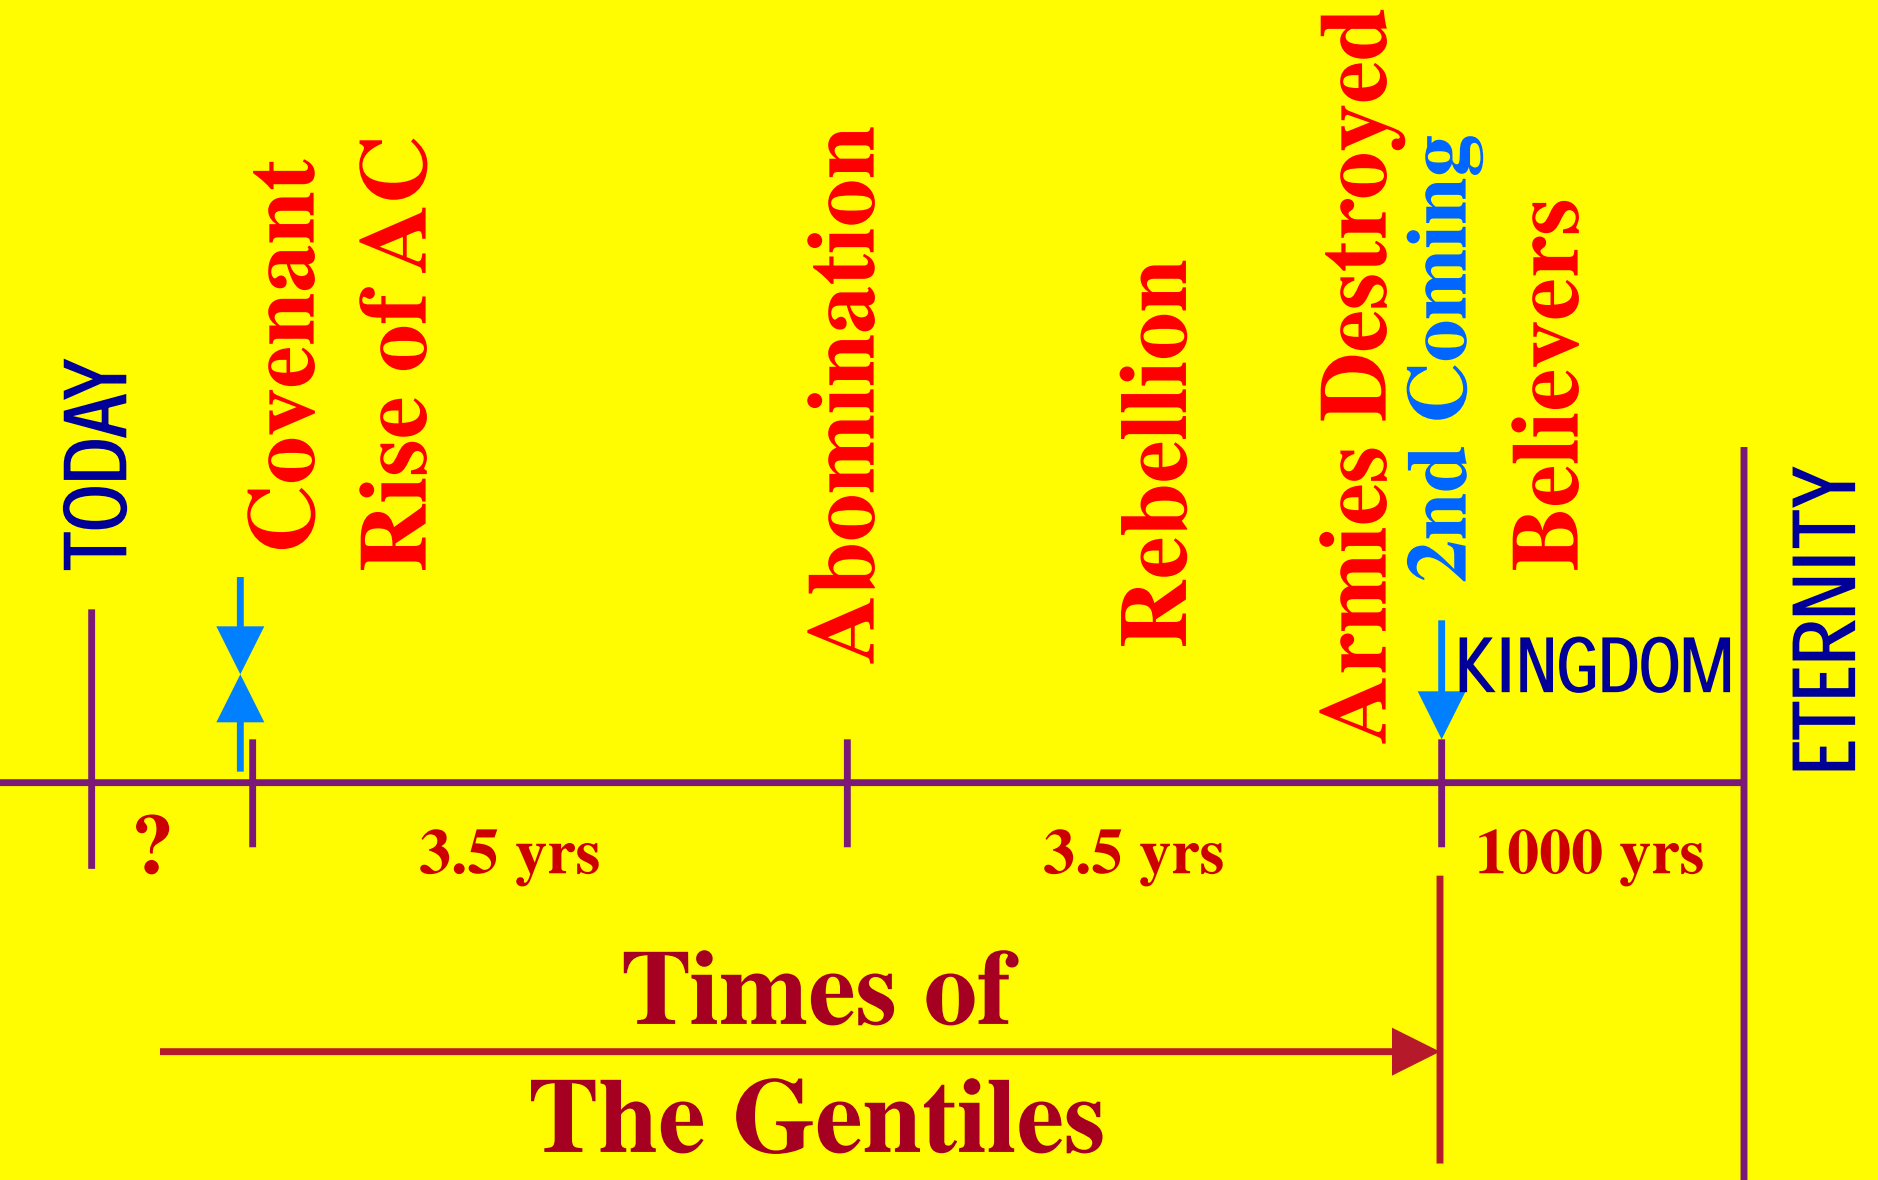 TODAY
Covenant
Rise of AC
Abomination
Rebellion
Armies Destroyed
2nd Coming
Believers
KINGDOM
ETERNITY
?
3.5 yrs
3.5 yrs
1000 yrs
Times of
The Gentiles